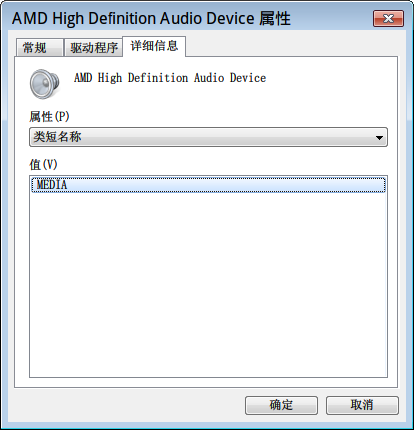 AMD High Definition Audio Device 属性
常规 驱动程序 详细信息
AMD High Definition Audio Device
属性(P)
类短名称
值(V)
MEDIA
确定 取消